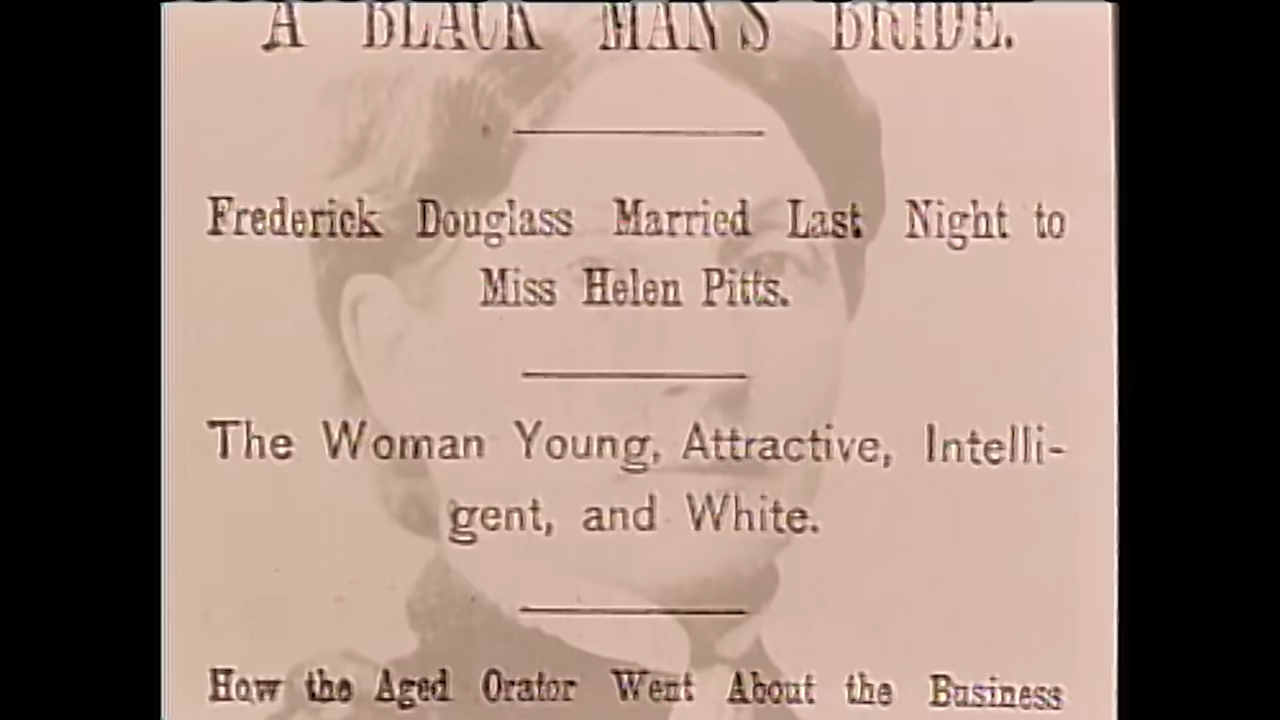 A BLACK MAN'S BRIDE.
Frederick Douglass Married Last Night to
Miss Helen Pitts.
The Woman Young, Attractive, Intelli-
gent, and White.
How the Aged Orator Went About the Business